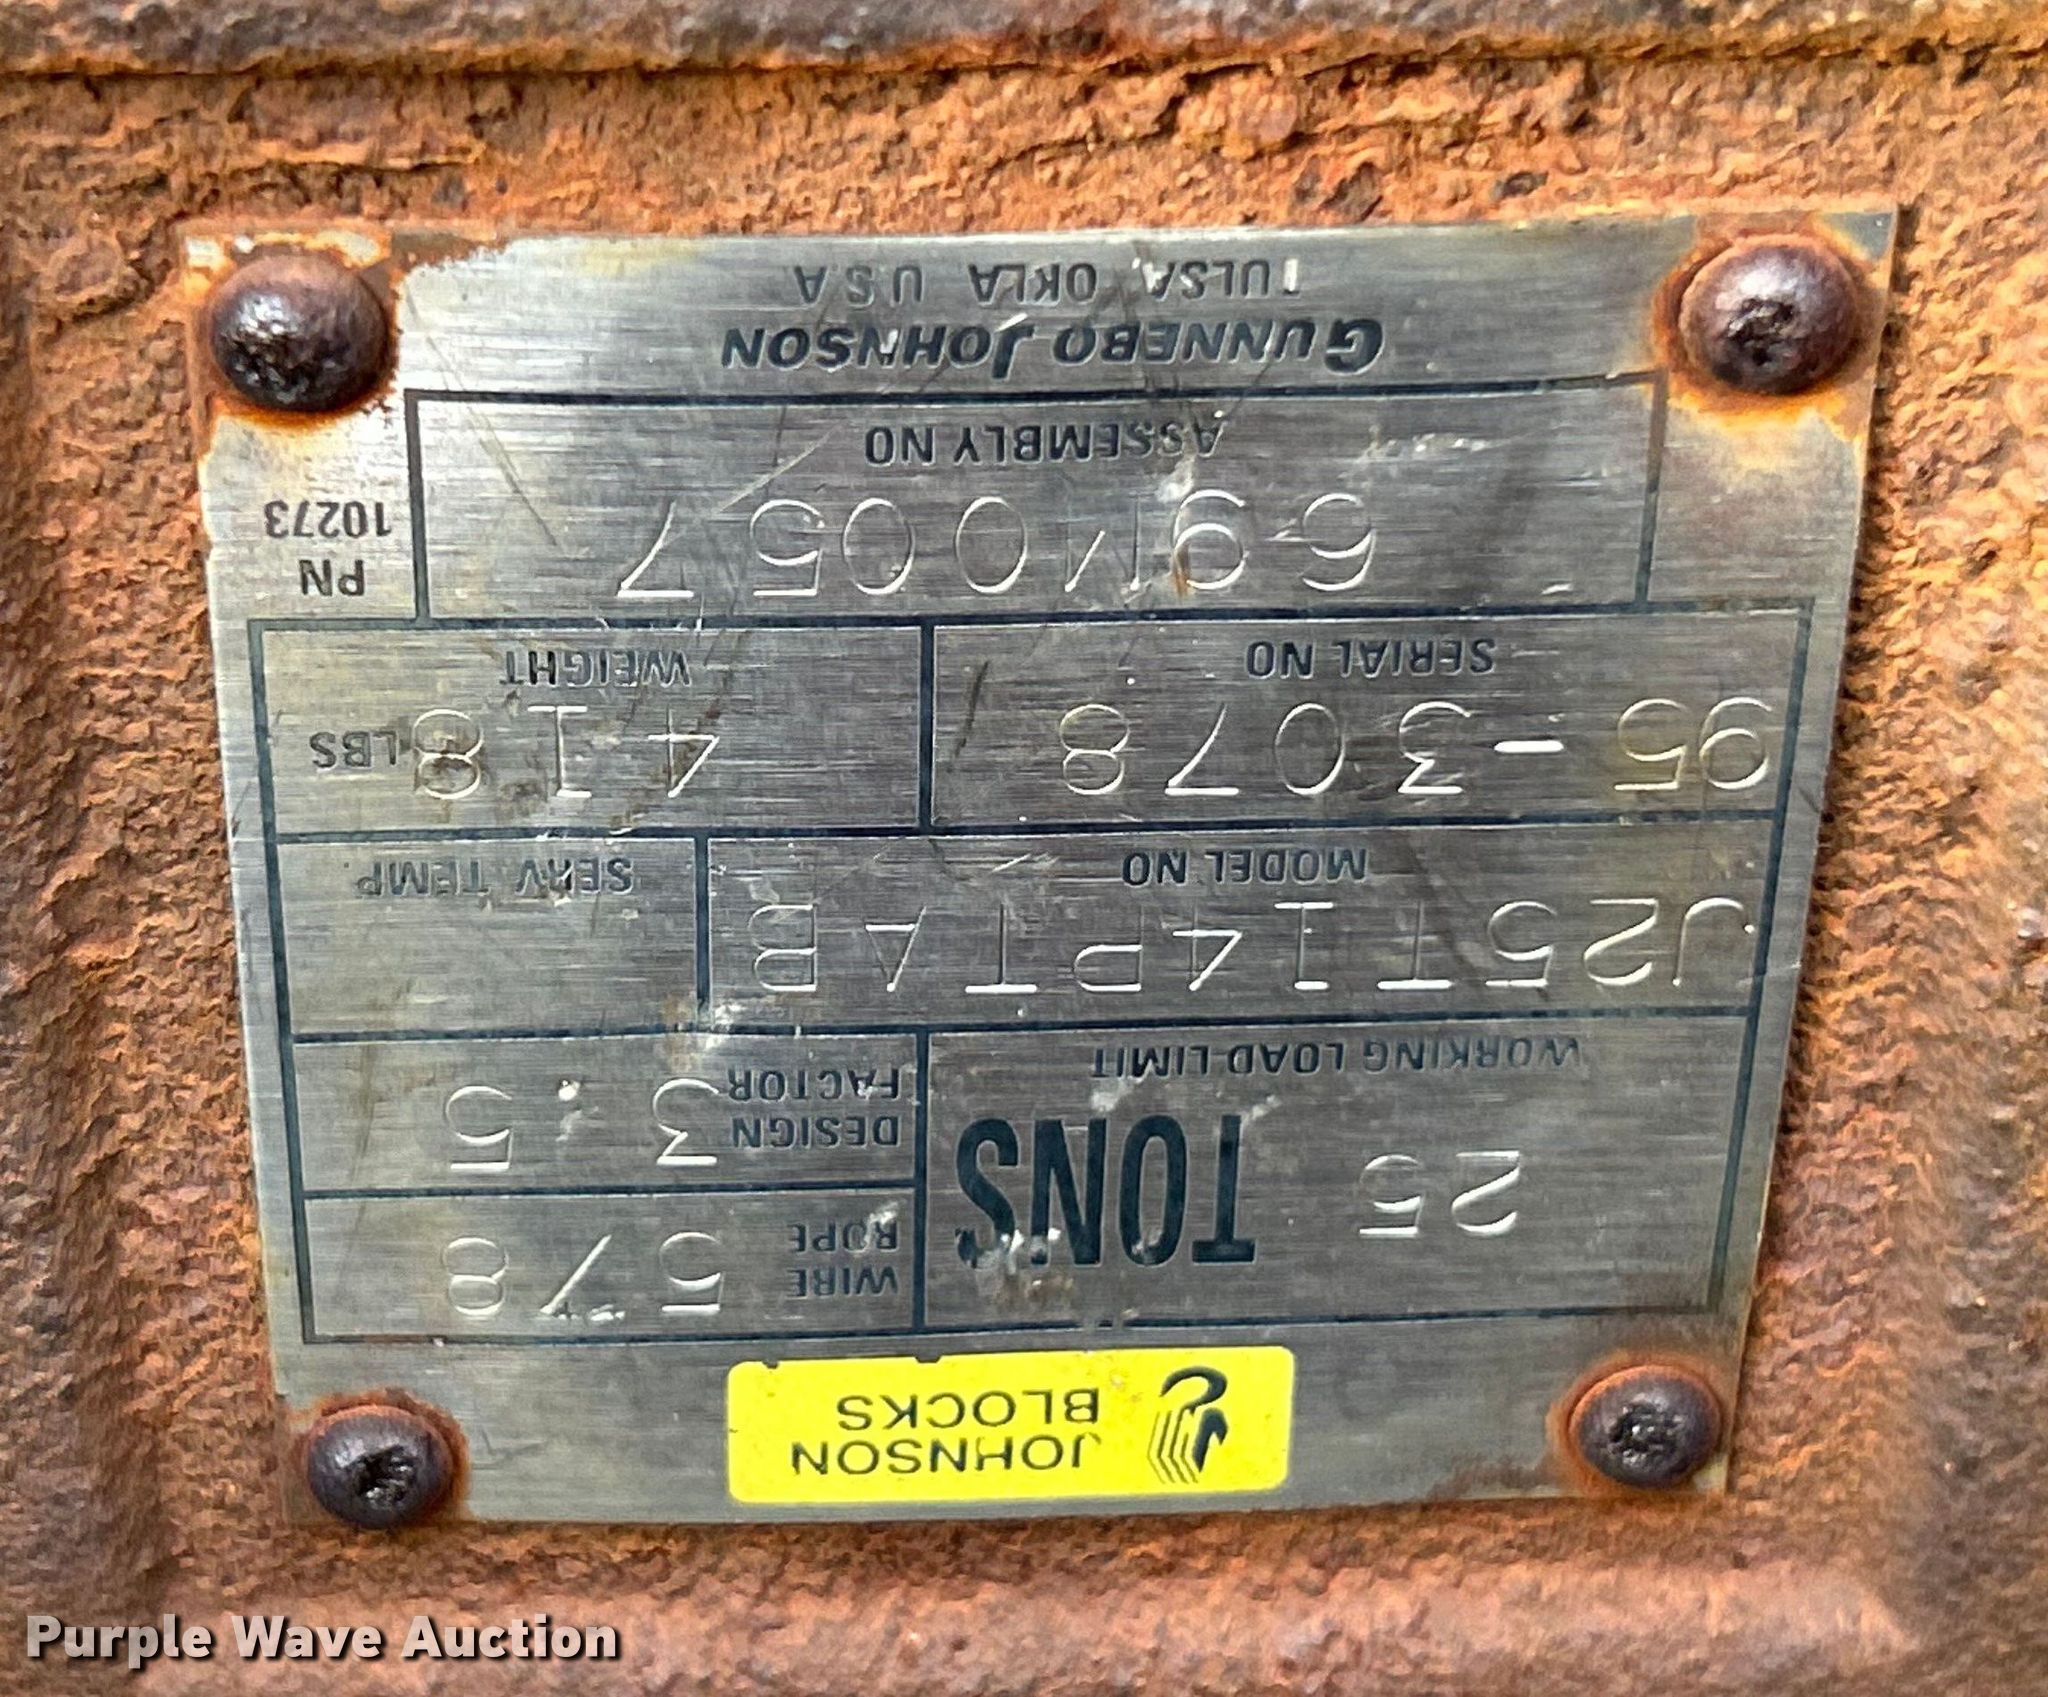 JOHNSON
BLOCKS
25 TONS
WORKING LOAD LIMIT
WIRE
ROPE
5/8
DESIGN
FACTOR
3.5
J25T14PTAB
MODEL NO
SERV. TEMP.
95-3078
SERIAL NO
418 LBS
WEIGHT
69M0057
ASSEMBLY NO
PN
10273
GUNNEBO JOHNSON
TULSA, OKLA U.S.A
Purple Wave Auction